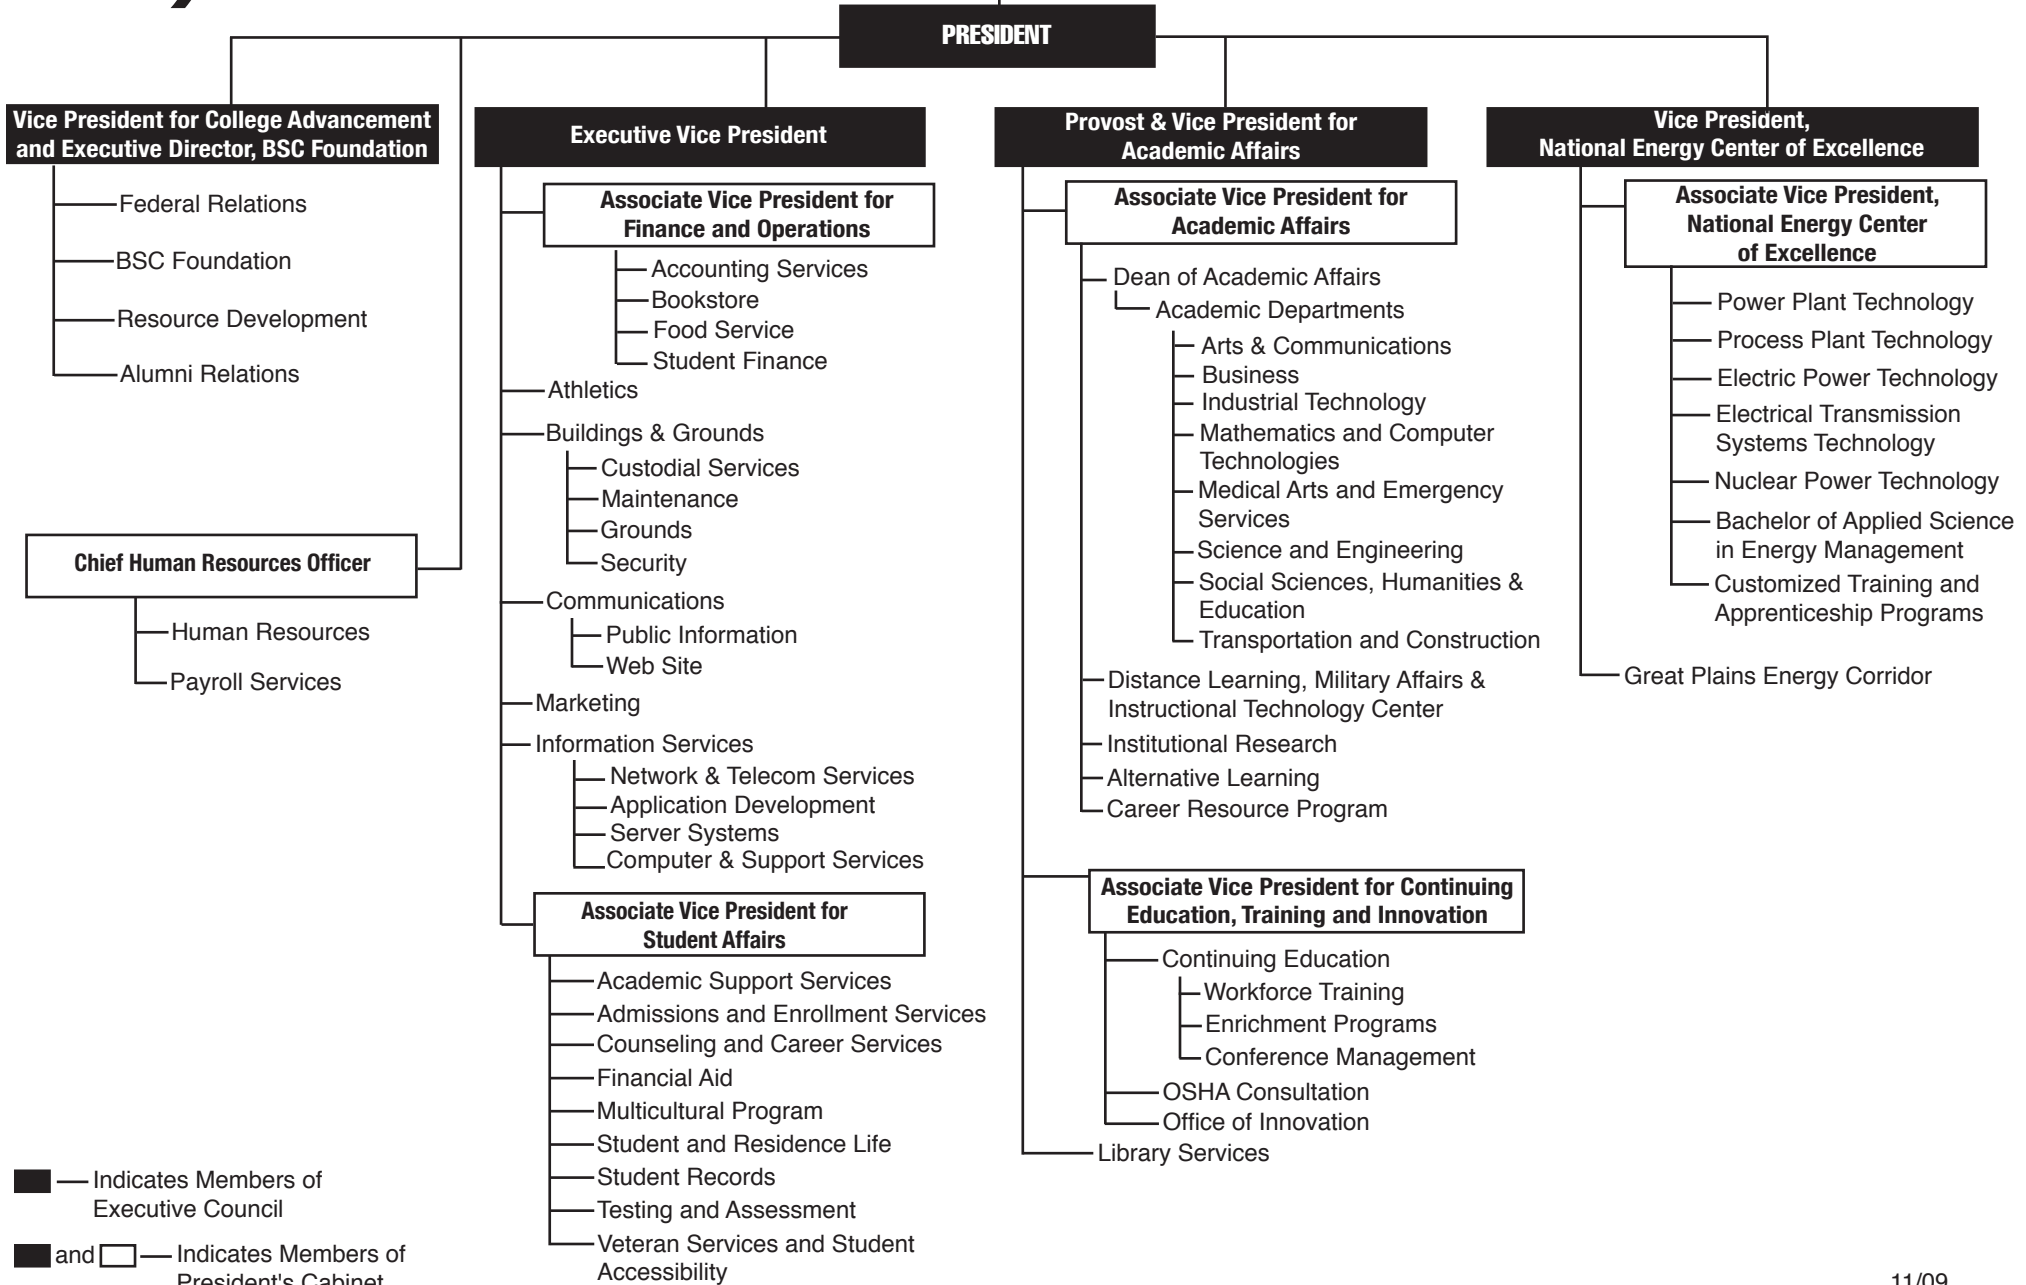 PRESIDENT
Vice President for College Advancement
and Executive Director, BSC Foundation
Federal Relations
BSC Foundation
Resource Development
Alumni Relations
Chief Human Resources Officer
Human Resources
Payroll Services
Executive Vice President
Associate Vice President for
Finance and Operations
Accounting Services
Bookstore
Food Service
Student Finance
Athletics
Buildings & Grounds
Custodial Services
Maintenance
Grounds
Security
Communications
Public Information
Web Site
Marketing
Information Services
Network & Telecom Services
Application Development
Server Systems
Computer & Support Services
Associate Vice President for
Student Affairs
Academic Support Services
Admissions and Enrollment Services
Counseling and Career Services
Financial Aid
Multicultural Program
Student and Residence Life
Student Records
Testing and Assessment
Veteran Services and Student
Accessibility
Provost & Vice President for
Academic Affairs
Associate Vice President for
Academic Affairs
Dean of Academic Affairs
Academic Departments
Arts & Communications
Business
Industrial Technology
Mathematics and Computer
Technologies
Medical Arts and Emergency
Services
Science and Engineering
Social Sciences, Humanities &
Education
Transportation and Construction
Distance Learning, Military Affairs &
Instructional Technology Center
Institutional Research
Alternative Learning
Career Resource Program
Associate Vice President for Continuing
Education, Training and Innovation
Continuing Education
Workforce Training
Enrichment Programs
Conference Management
OSHA Consultation
Office of Innovation
Library Services
Vice President,
National Energy Center of Excellence
Associate Vice President,
National Energy Center
of Excellence
Power Plant Technology
Process Plant Technology
Electric Power Technology
Electrical Transmission
Systems Technology
Nuclear Power Technology
Bachelor of Applied Science
in Energy Management
Customized Training and
Apprenticeship Programs
Great Plains Energy Corridor
Indicates Members of
Executive Council
and
Indicates Members of
President's Cabinet
11/09